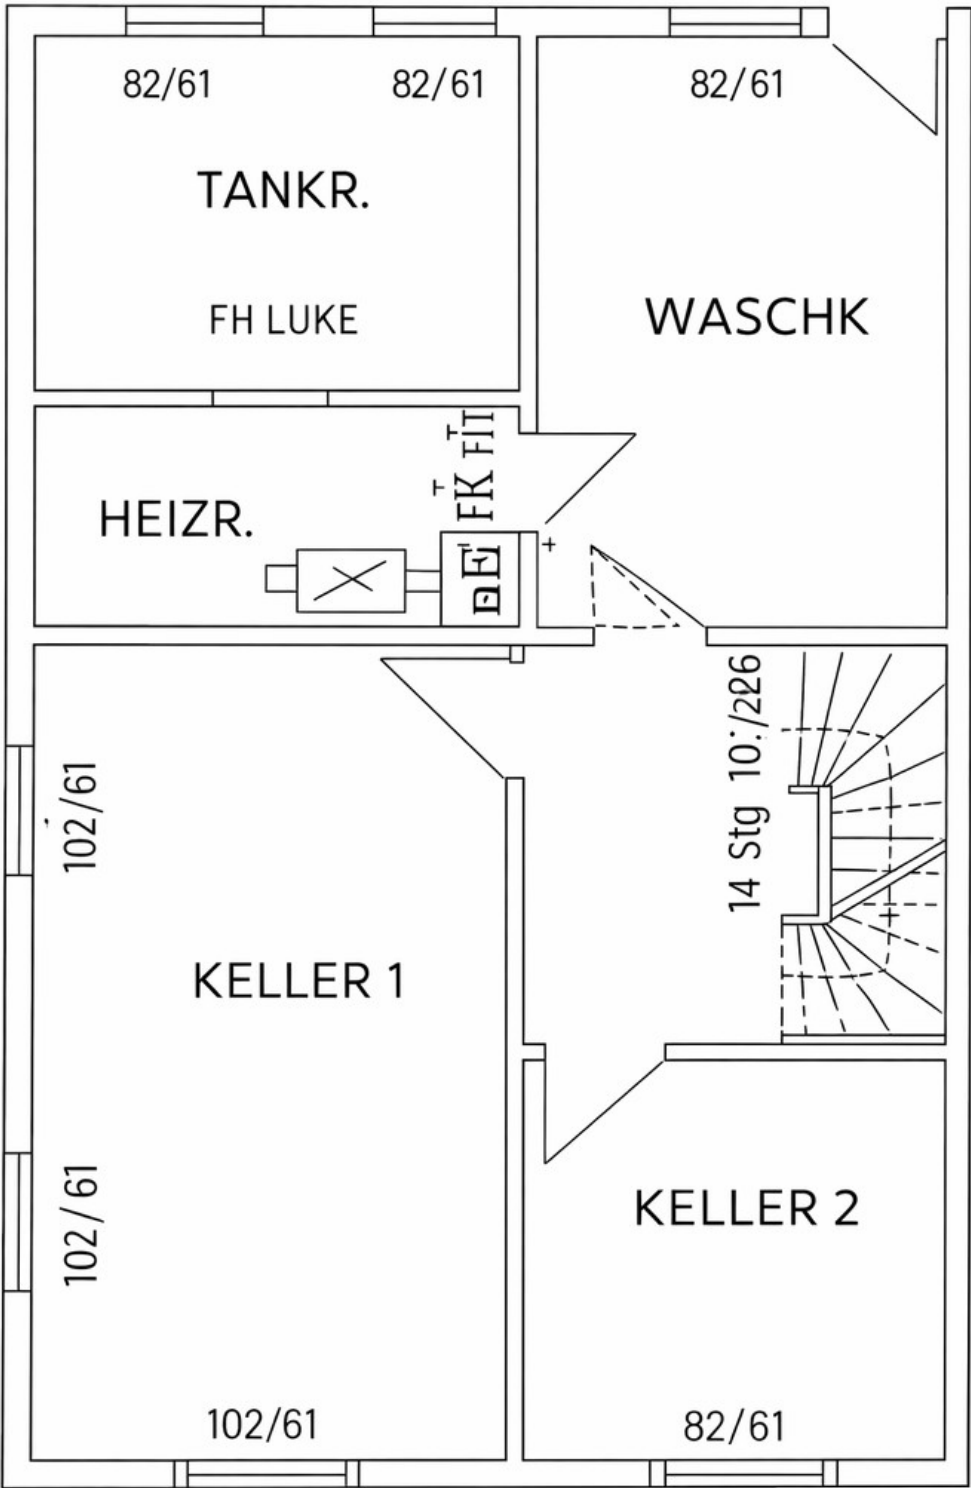 82/61
82/61
82/61
TANKR.
FH LUKE
WASCHK
HEIZR.
FK
102/61
14 Stg
KELLER 1
102/61
KELLER 2
102/61
82/61